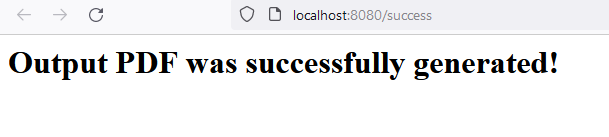 localhost:8080/success
Output PDF was successfully generated!